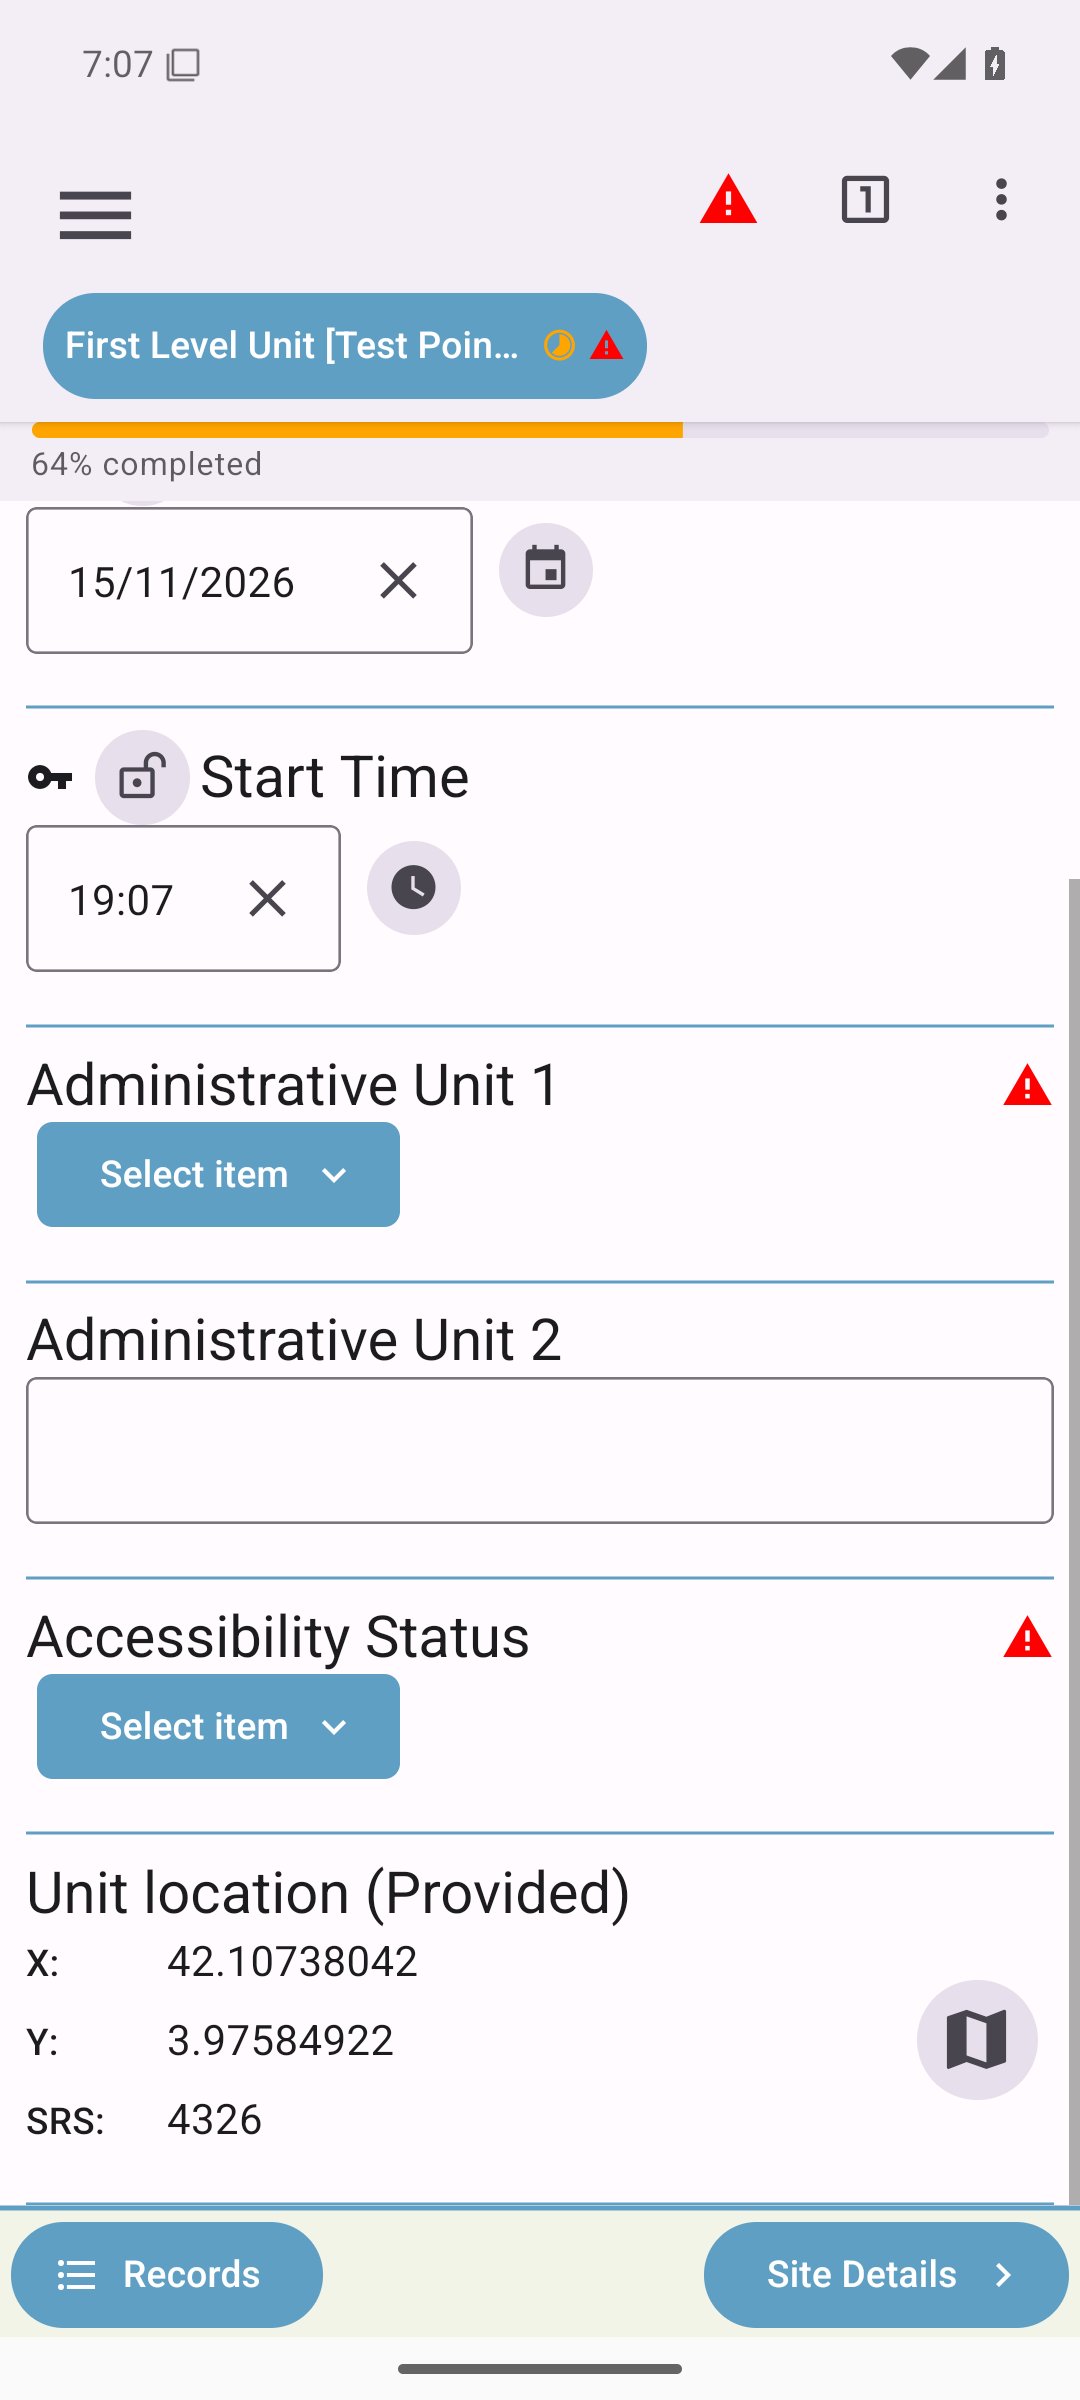 7:07
1
First Level Unit [Test Poin...
64% completed
15/11/2026
Start Time
19:07
Administrative Unit 1
Select item
Administrative Unit 2
Accessibility Status
Select item
Unit location (Provided)
X: 42.10738042
Y: 3.97584922
SRS: 4326
Records
Site Details